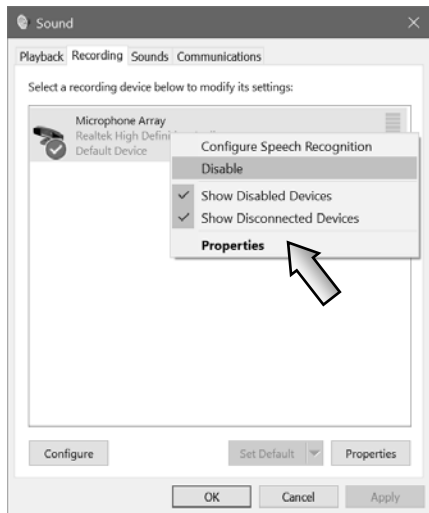 Sound
Playback Recording Sounds Communications
Select a recording device below to modify its settings:
Microphone Array
Realtek High Defini
Default Device
Configure Speech Recognition
Disable
Show Disabled Devices
Show Disconnected Devices
Properties
Configure Set Default Properties
OK Cancel Apply